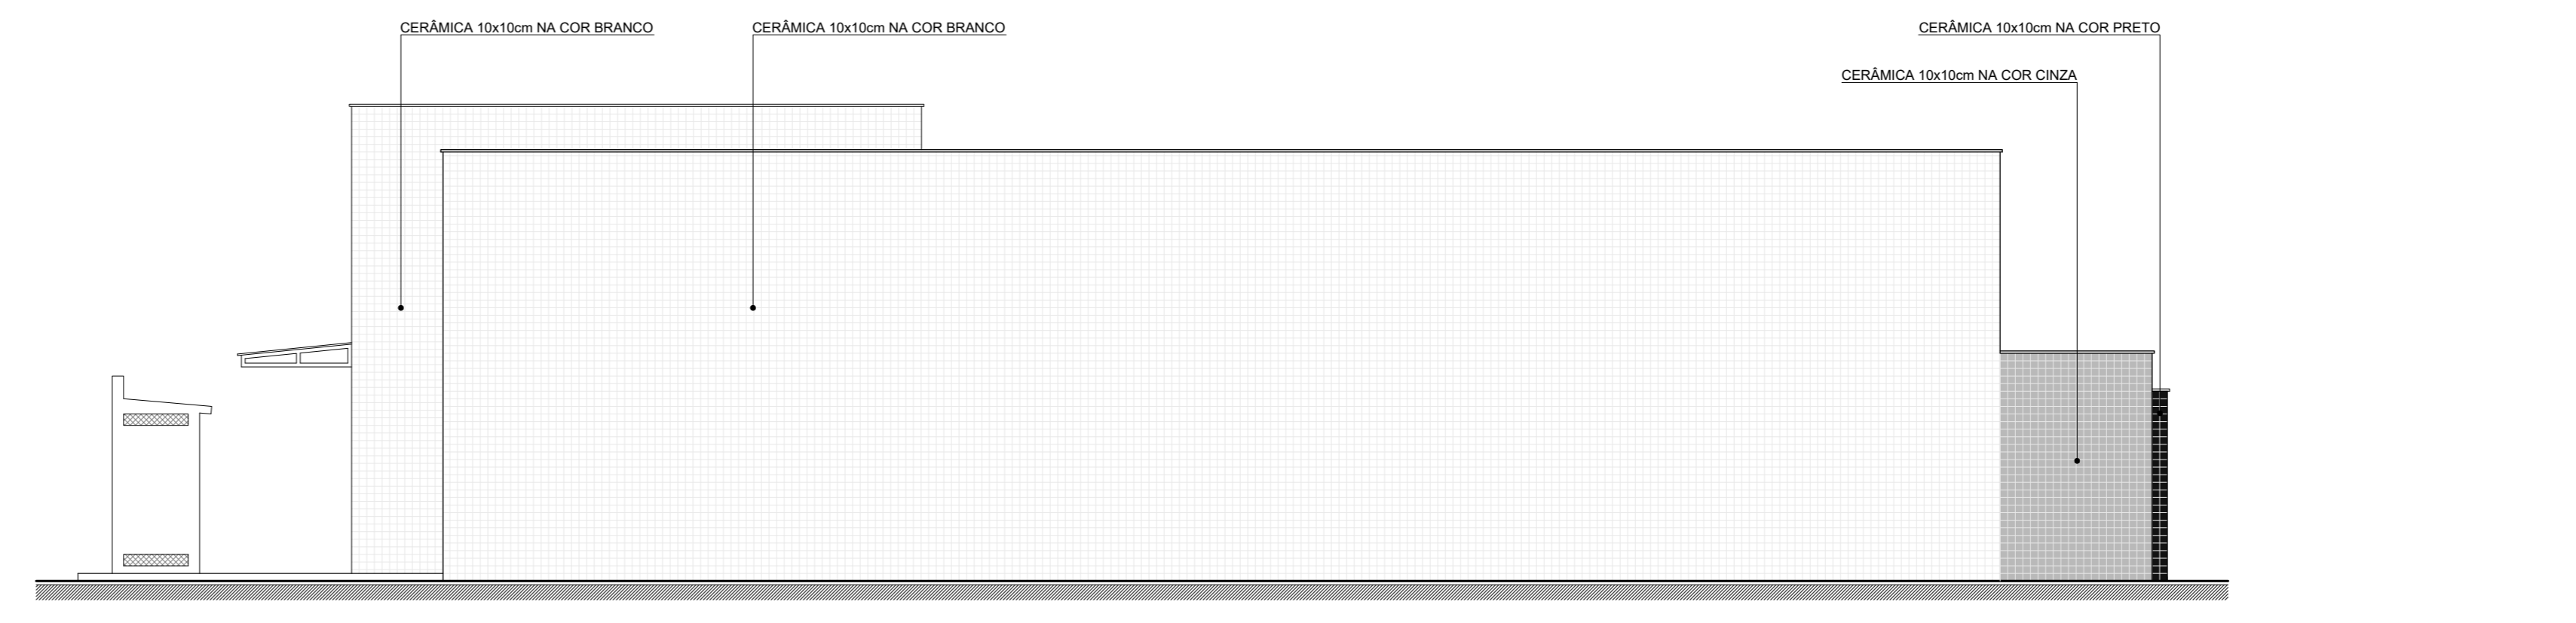 CERÂMICA 10x10cm NA COR BRANCO
CERÂMICA 10x10cm NA COR BRANCO
CERÂMICA 10x10cm NA COR PRETO
CERÂMICA 10x10cm NA COR CINZA